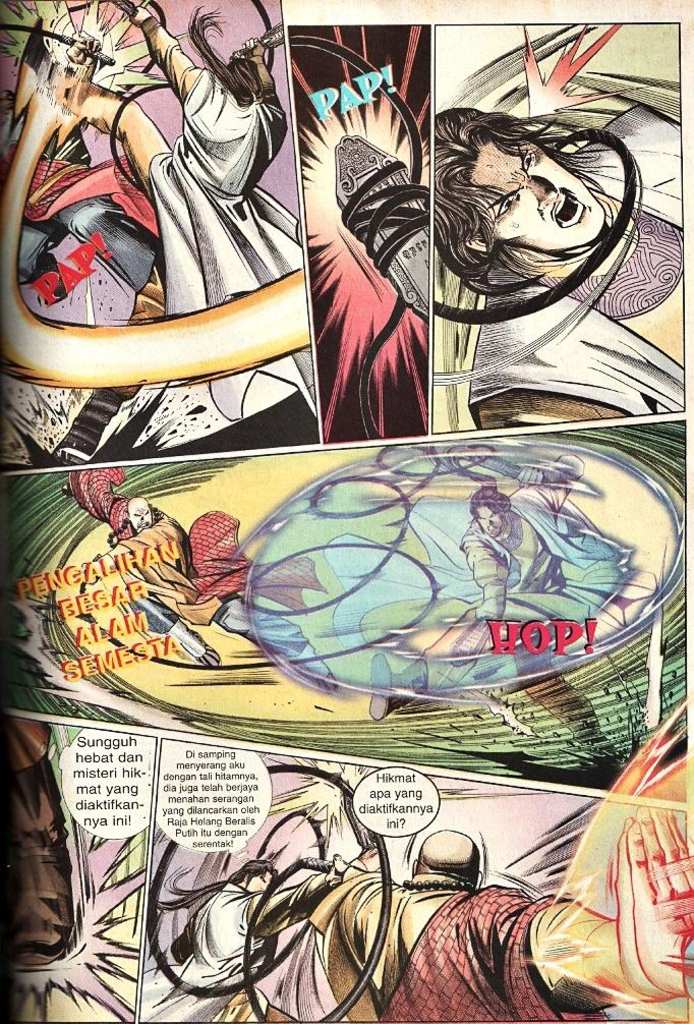 PAP!
PAP!
PENGALIHAN
BESAR
ALAM
SEMESTA
HOP!
Sungguh
hebat dan
misteri hik-
mat yang
diaktifkan-
nya ini!
Di samping
menyerang aku
dengan tali hitamnya,
dia juga telah berjaya
menahan serangan
yang dilancarkan oleh
Raja Helang Beralis
Putih itu dengan
serentak!
Hikmat
apa yang
diaktifkannya
ini?